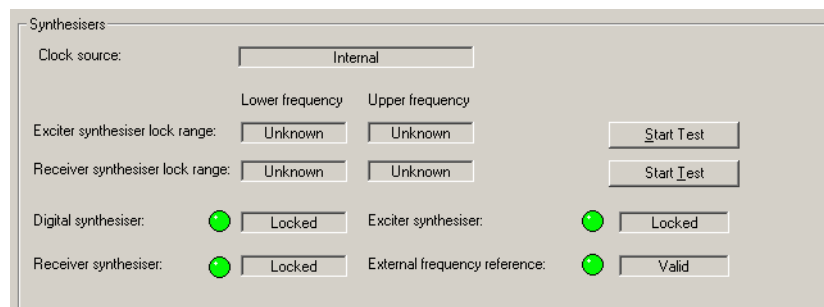 Synthesisers
Clock source: Internal
Lower frequency Upper frequency
Exciter synthesiser lock range: Unknown Unknown Start Test
Receiver synthesiser lock range: Unknown Unknown Start Test
Digital synthesiser: Locked Exciter synthesiser: Locked
Receiver synthesiser: Locked External frequency reference: Valid